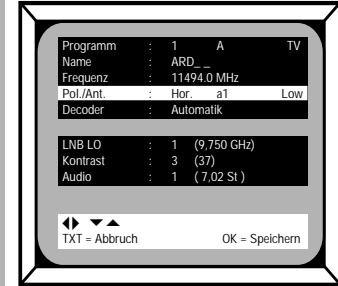 Programm : 1 A TV
Name : ARD_ _
Frequenz : 11494.0 MHz
Pol./Ant. : Hor. a1 Low
Decoder : Automatik
LNB LO : 1 (9,750 GHz)
Kontrast : 3 (37)
Audio : 1 ( 7,02 St )
TXT = Abbruch OK = Speichern